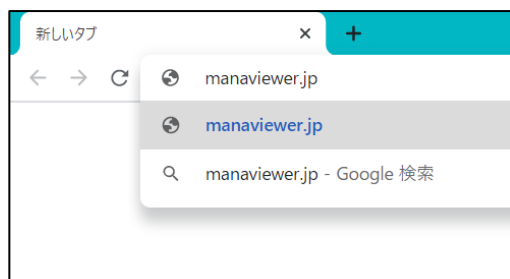 新しいタブ
manaviewer.jp
manaviewer.jp
manaviewer.jp - Google 検索